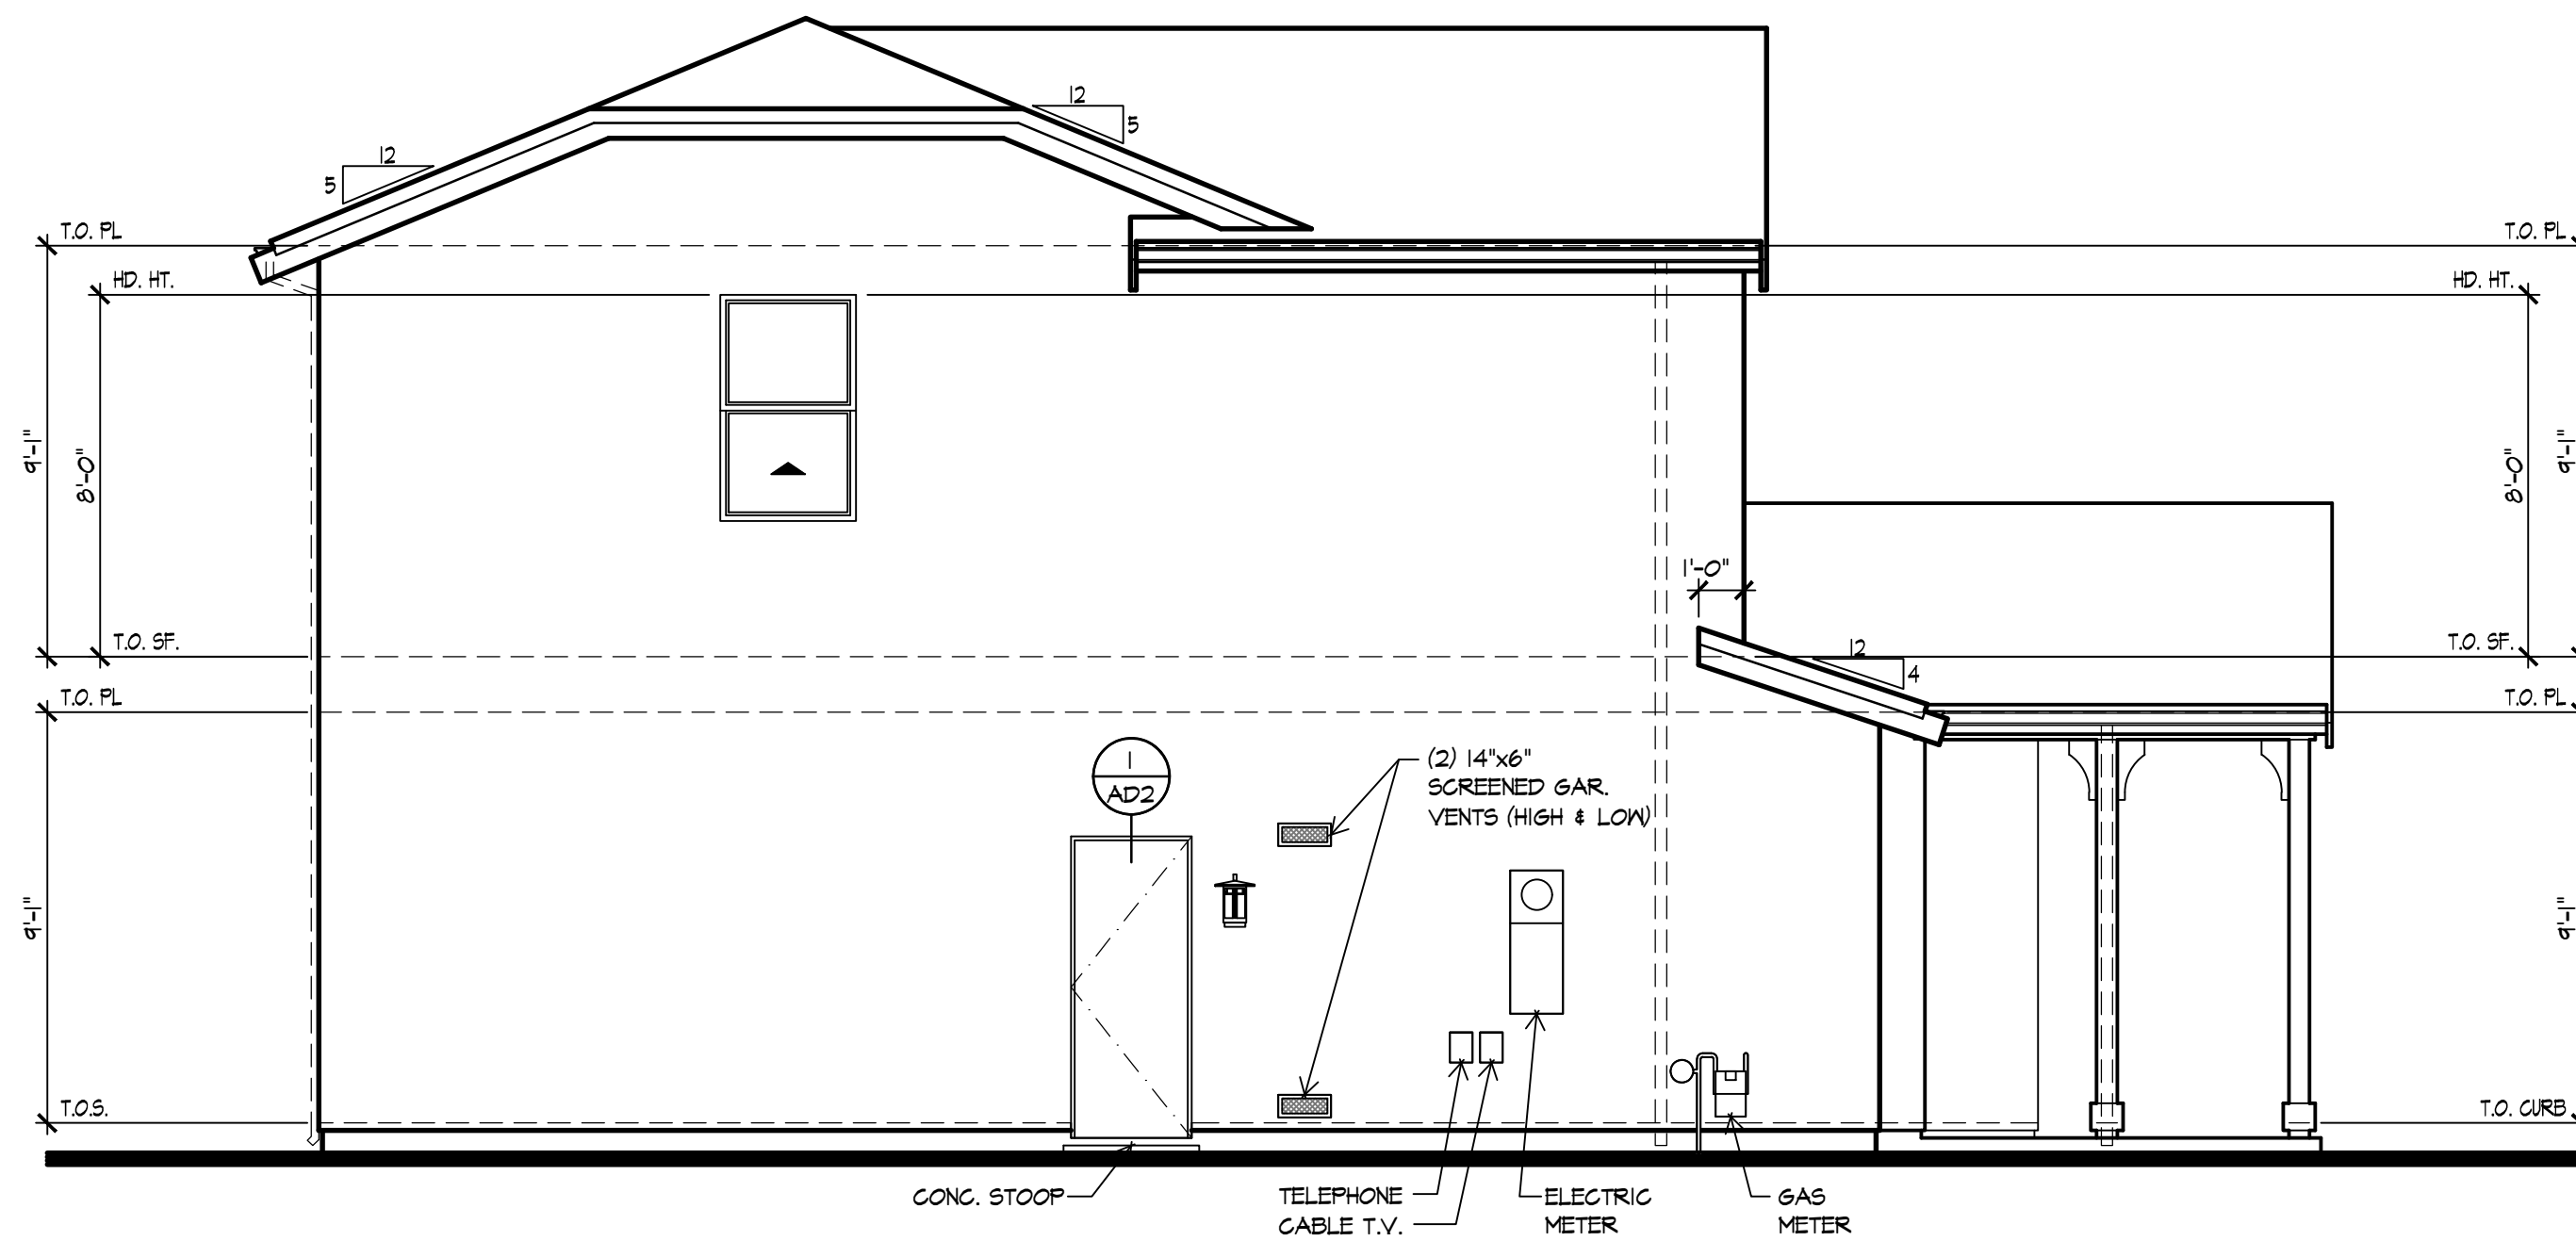 12
5
12
5
T.O. PL
T.O. PL
HD. HT.
HD. HT.
9'-1"
8'-0"
8'-0"
9'-1"
1'-0"
T.O. SF.
T.O. SF.
12
4
T.O. PL
T.O. PL
1
AD2
(2) 14"x6"
SCREENED GAR.
VENTS (HIGH & LOW)
9'-1"
9'-1"
T.O.S.
T.O. CURB
CONC. STOOP
TELEPHONE
CABLE T.V.
ELECTRIC
METER
GAS
METER